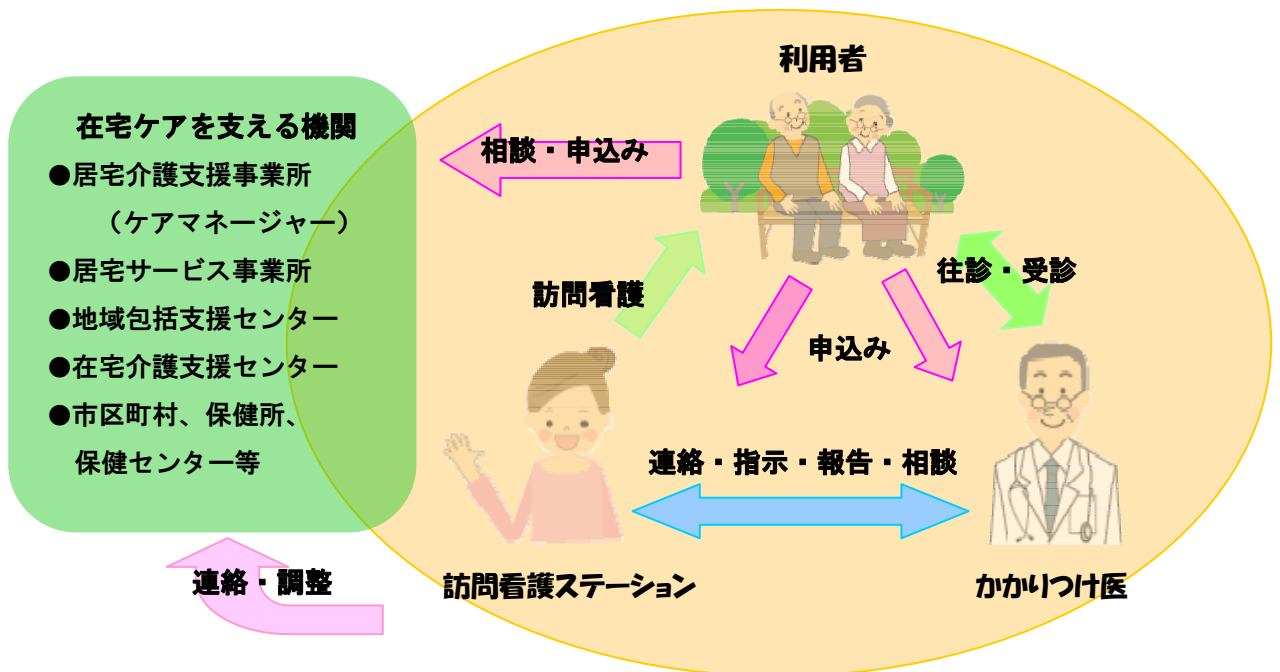 利用者
在宅ケアを支える機関
●居宅介護支援事業所
（ケアマネージャー）
●居宅サービス事業所
●地域包括支援センター
●在宅介護支援センター
●市区町村、保健所、
保健センター等
相談・申込み
訪問看護
往診・受診
申込み
連絡・指示・報告・相談
連絡・調整
訪問看護ステーション
かかりつけ医